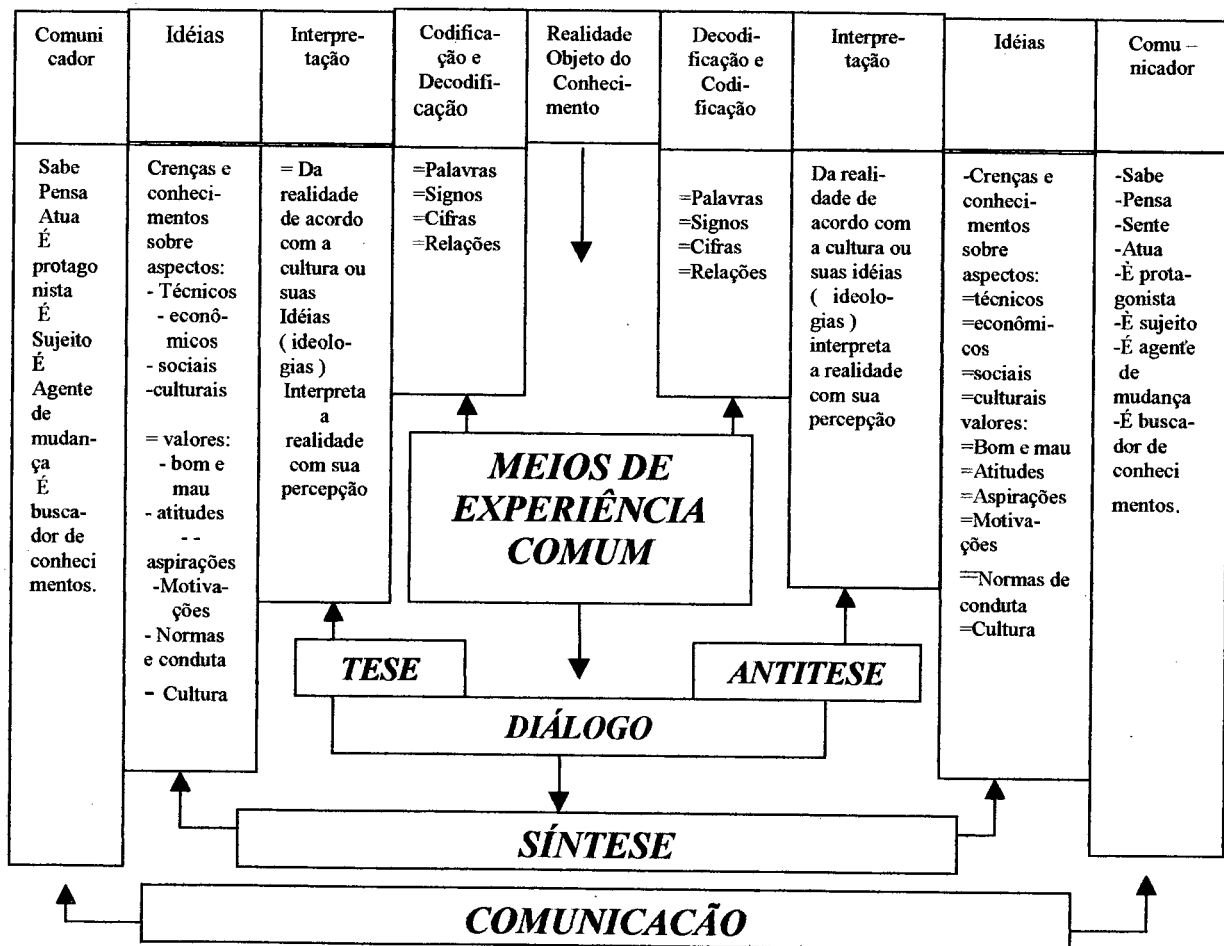 Comuni
cador
Idéias
Interpre-
tação
Codifica-
ção e
Decodifi-
cação
Realidade
Objeto do
Conheci-
mento
Decodi-
ficação e
Codi-
ficação
Interpre-
tação
Idéias
Comu –
nicador
Sabe
Pensa
Atua
É
protago
nista
É
Sujeito
É
Agente
de
mudan-
ça
É
busca-
dor de
conheci
mentos.
Crenças e
conheci-
mentos
sobre
aspectos:
- Técnicos
- econô-
micos
- sociais
-culturais
= valores:
- bom e
mau
- atitudes
- -
aspirações
-Motiva-
ções
- Normas
e conduta
- Cultura
= Da
realidade
de acordo
com a
cultura ou
suas
Idéias
( ideolo-
gias )
Interpreta
a
realidade
com sua
percepção
=Palavras
=Signos
=Cifras
=Relações
=Palavras
=Signos
=Cifras
=Relações
Da reali-
dade de
acordo com
a cultura ou
suas idéias
( ideolo-
gias )
interpreta
a realidade
com sua
percepção
-Crenças e
conheci-
mentos
sobre
aspectos:
=técnicos
=econômi-
cos
=sociais
=culturais
valores:
=Bom e mau
=Atitudes
=Aspirações
=Motiva-
ções
=Normas de
conduta
=Cultura
-Sabe
-Pensa
-Sente
-Atua
-È prota-
gonista
-È sujeito
-É agente
de
mudança
-É busca-
dor de
conheci
mentos.
MEIOS DE
EXPERIÊNCIA
COMUM
TESE
ANTITESE
DIÁLOGO
SÍNTESE
COMUNICACÃO